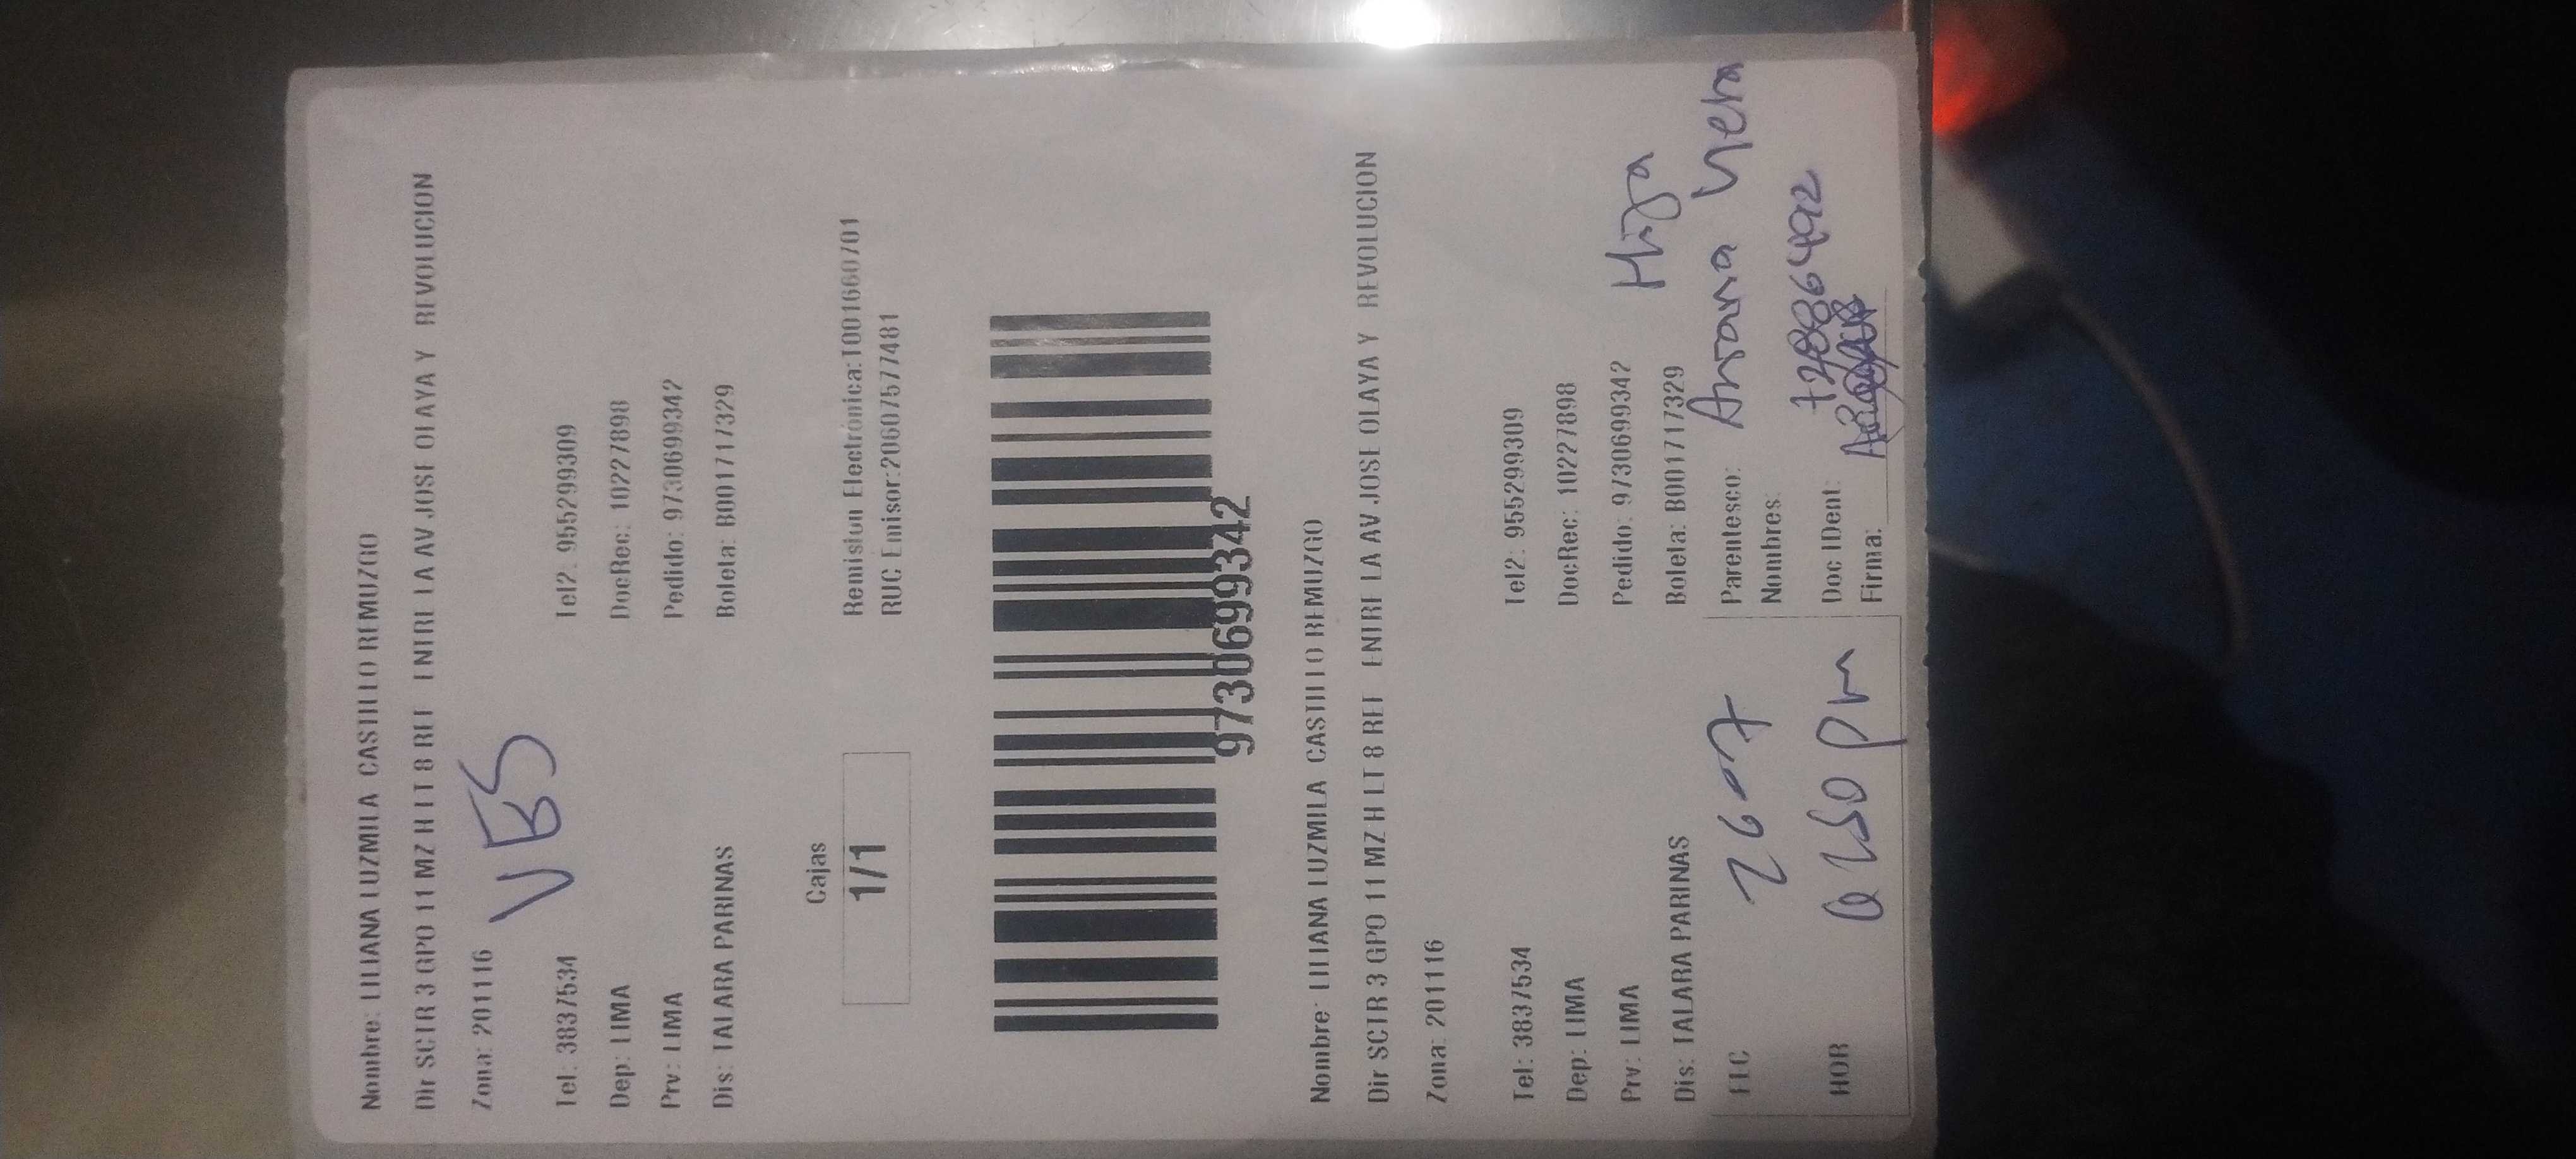 Nombre: LILIANA LUZMILA CASTILLO REMUZGO
Dir SCTR 3 GPO 11 MZ H LT 8 REF ENTRE LA AV JOSE OLAYA Y REVOLUCION
Zona: 201116
VES
Tel: 3837534 Tel2: 955299309
Dep: LIMA DocRec: 10227898
Prv: LIMA Pedido: 9730699342
Dis: TALARA PARINAS Boleta: B001717329
Cajas
1/1
Remision Electrónica:T001660701
RUC Emisor:20607577481
9730699342
Nombre: LILIANA LUZMILA CASTILLO REMUZGO
Dir SCTR 3 GPO 11 MZ H LT 8 REF ENTRE LA AV JOSE OLAYA Y REVOLUCION
Zona: 201116
Tel: 3837534 Tel2: 955299309
Dep: LIMA DocRec: 10227898
Prv: LIMA Pedido: 9730699342
Dis: TALARA PARINAS Boleta: B001717329
FEC 26 07 Parentesco: Hija
Nombres: Vera
HOR 50 pm Doc IDent:
Firma: